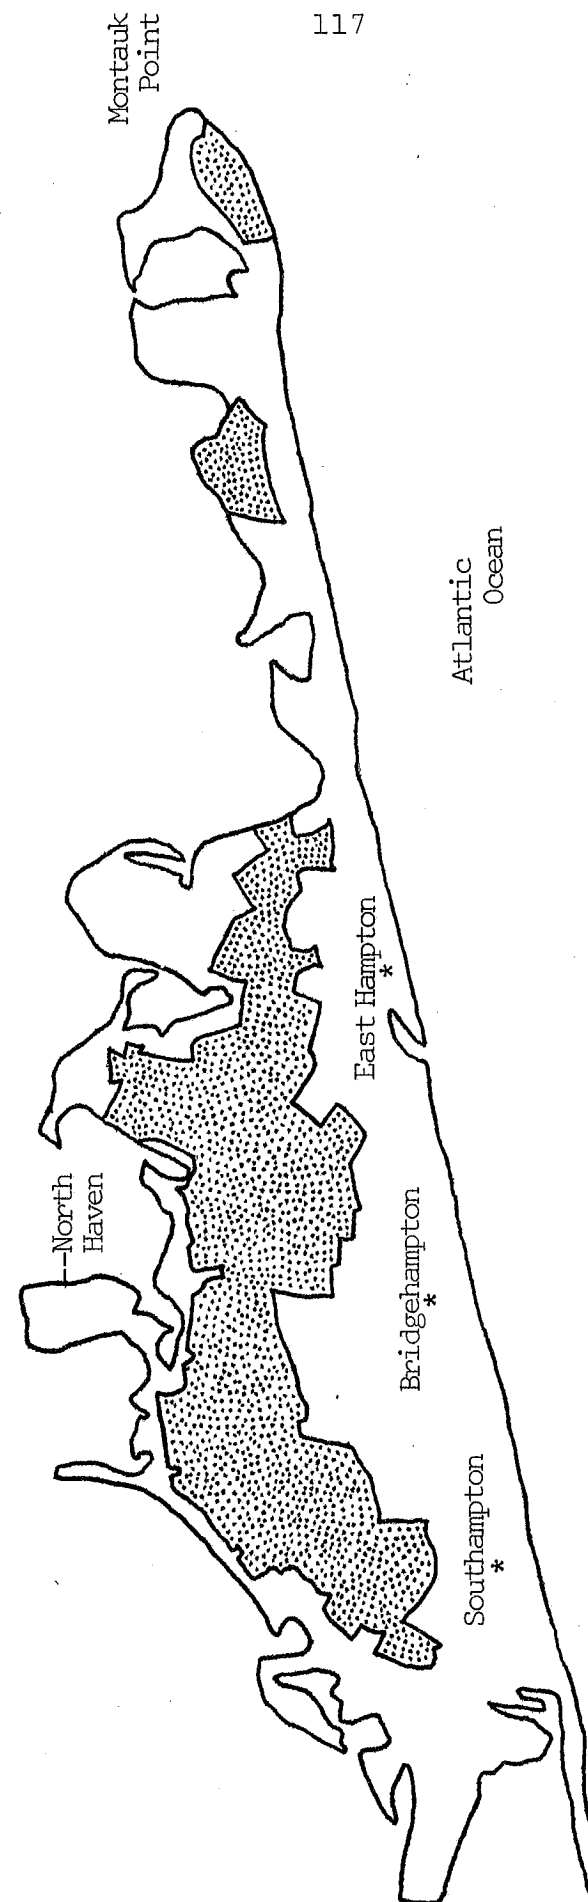 117
Montauk
Point
--North
Haven
Atlantic
Ocean
East Hampton
*
Bridgehampton
*
Southampton
*